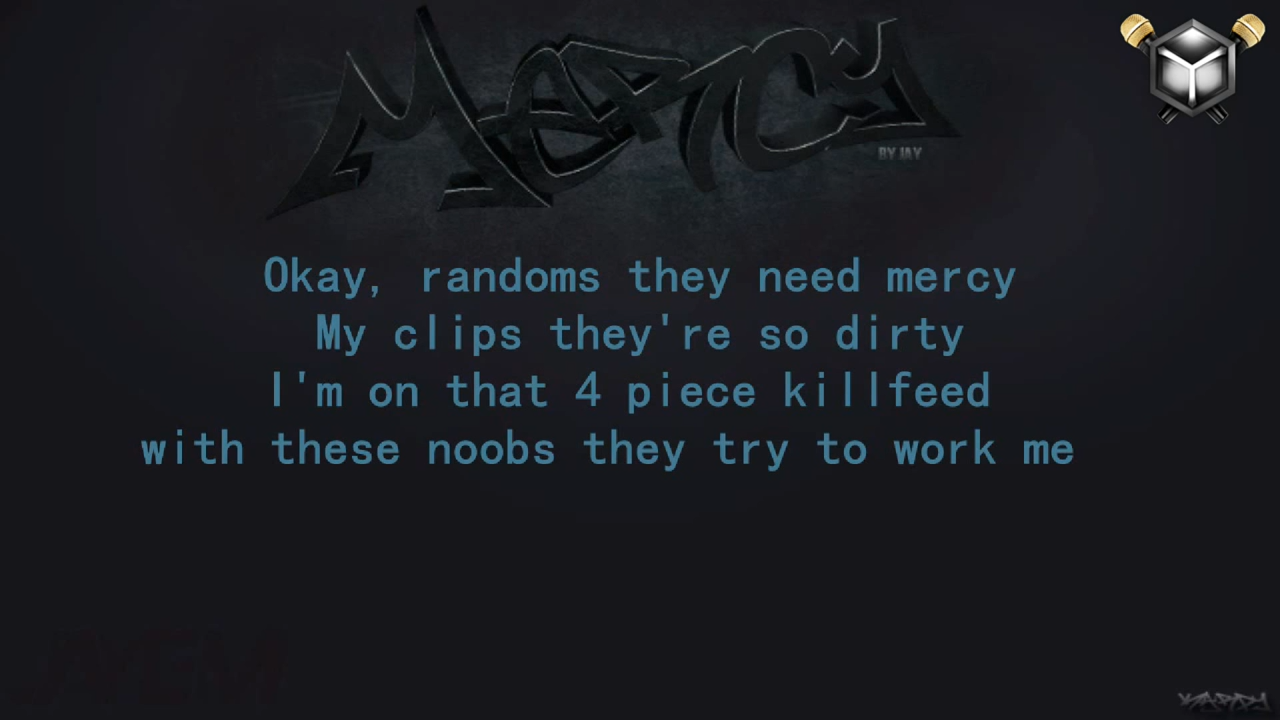 MERCY
BY JAY
Okay, randoms they need mercy
My clips they're so dirty
I'm on that 4 piece killfeed
with these noobs they try to work me